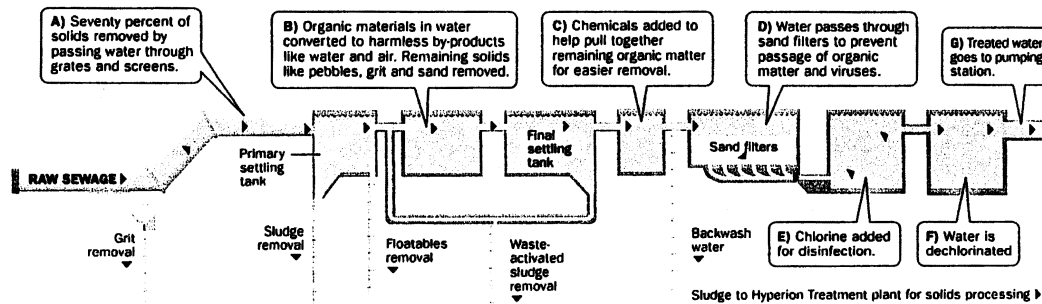 A) Seventy percent of
solids removed by
passing water through
grates and screens.
B) Organic materials in water
converted to harmless by-products
like water and air. Remaining solids
like pebbles, grit and sand removed.
C) Chemicals added to
help pull together
remaining organic matter
for easier removal.
D) Water passes through
sand filters to prevent
passage of organic
matter and viruses.
G) Treated water
goes to pumping
station.
RAW SEWAGE
Primary
settling
tank
Final
settling
tank
Sand filters
Grit
removal
Sludge
removal
Floatables
removal
Waste-
activated
sludge
removal
Backwash
water
E) Chlorine added
for disinfection.
F) Water is
dechlorinated
Sludge to Hyperion Treatment plant for solids processing